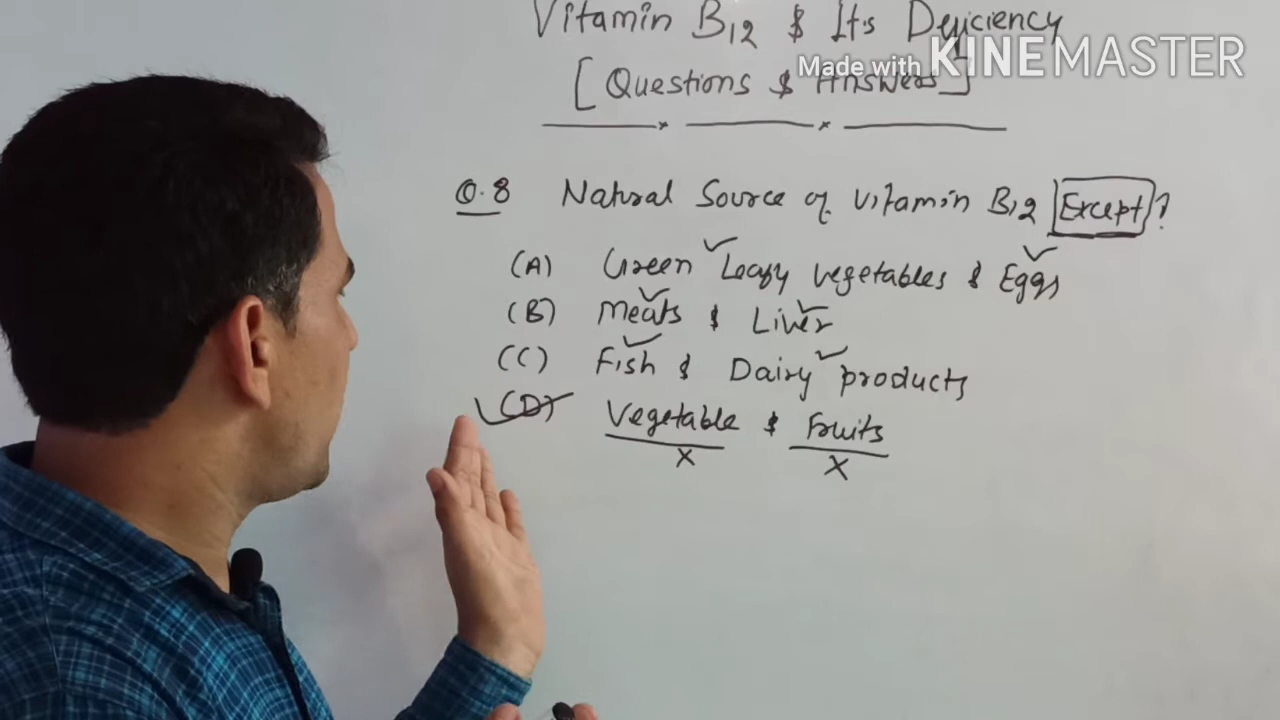 Vitamin B12 & It's Deficiency
Made with KINEMASTER
[Questions & Answers]
Q.8 Natural Source of Vitamin B12 Except?
(A) Green Leafy vegetables & Eggs
(B) Meats & Liver
(C) Fish & Dairy products
(D) Vegetable & Fruits
x x